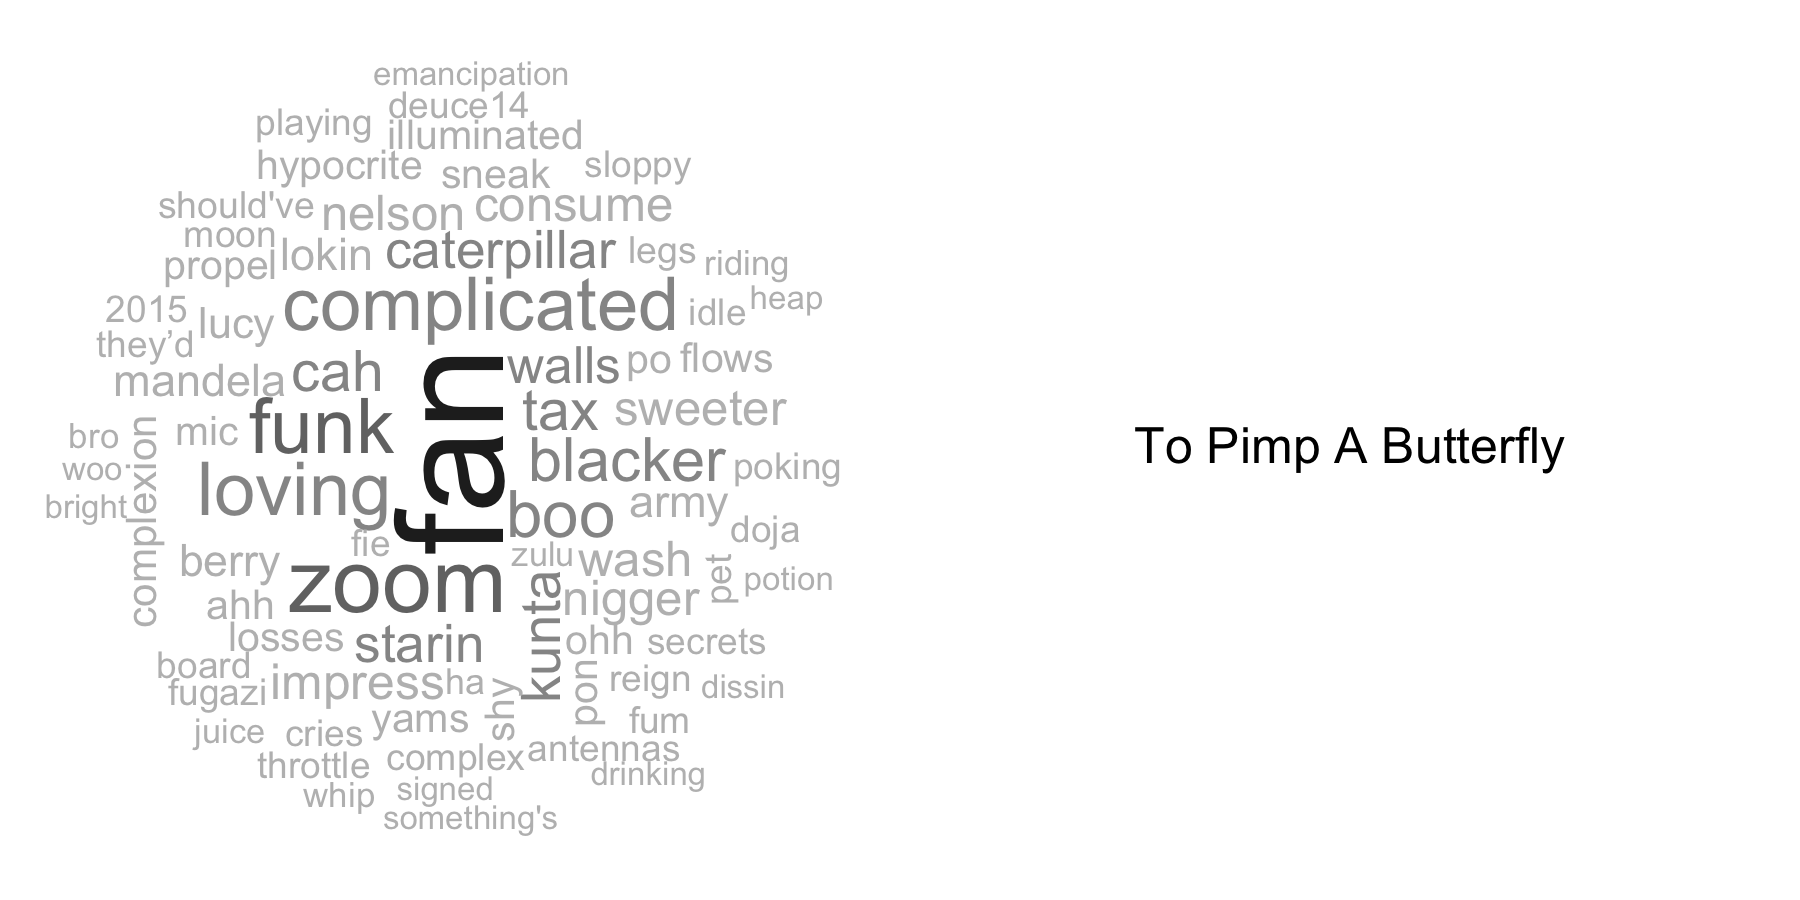 emancipation
deuce14
playing
illuminated
hypocrite
sneak
sloppy
should've
nelson
consume
moon
lokin
caterpillar
legs
propel
riding
2015
lucy
complicated
idle
heap
they’d
cah
walls
po
flows
mandela
fan
tax
sweeter
bro
mic
funk
blacker
poking
woo
complexion
loving
bright
boo
army
doja
fie
zulu
wash
pet
potion
berry
zoom
kunta
nigger
ahh
losses
starin
ohh
secrets
board
impress
ha
shy
pon
reign
dissin
fugazi
yams
fum
juice
cries
complex
antennas
throttle
drinking
whip
signed
something's
To Pimp A Butterfly